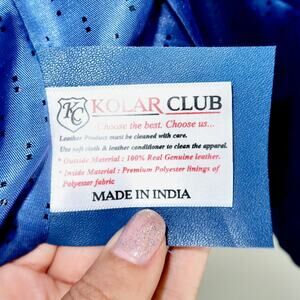 KC KOLAR CLUB
Choose the best. Choose us...
Leather Product must be cleaned with care.
Use soft cloth & leather conditioner to clean the apparel.
* Outside Material : 100% Real Genuine leather.
* Inside Material : Premium Polyester linings of
Polyester fabric
MADE IN INDIA